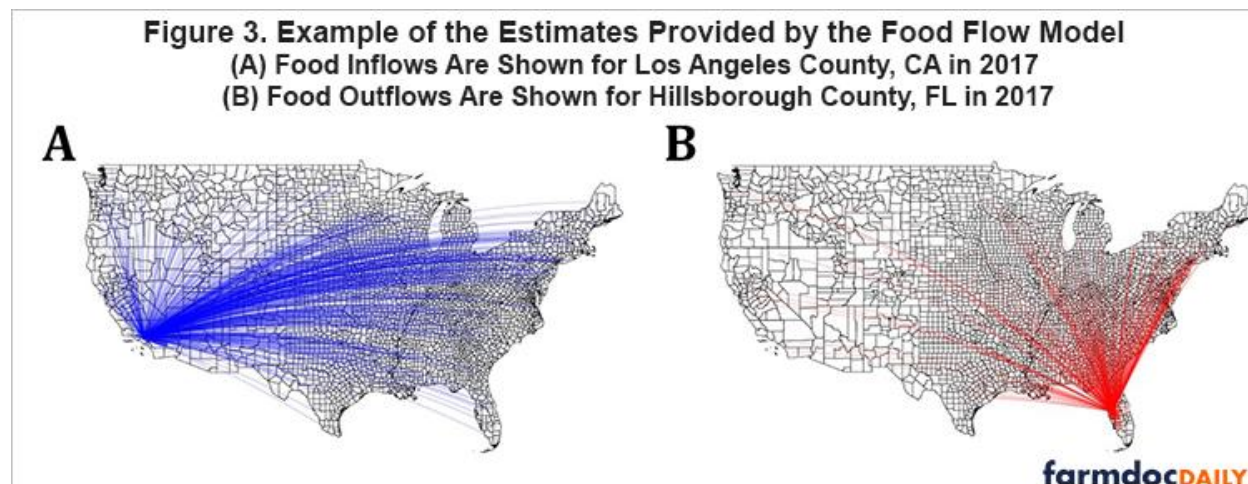 Figure 3. Example of the Estimates Provided by the Food Flow Model
(A) Food Inflows Are Shown for Los Angeles County, CA in 2017
(B) Food Outflows Are Shown for Hillsborough County, FL in 2017
A
B
farmdocDAILY